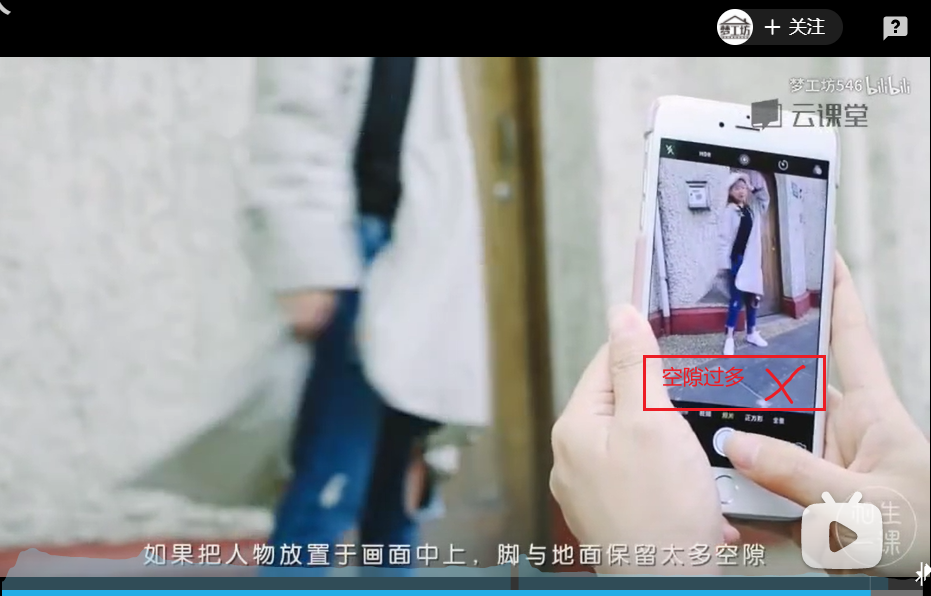 梦工坊
+ 关注
?
梦工坊546 bilibili
云课堂
HDR
空隙过多
视频 照片 正方形 全景
如果把人物放置于画面中上，脚与地面保留太多空隙